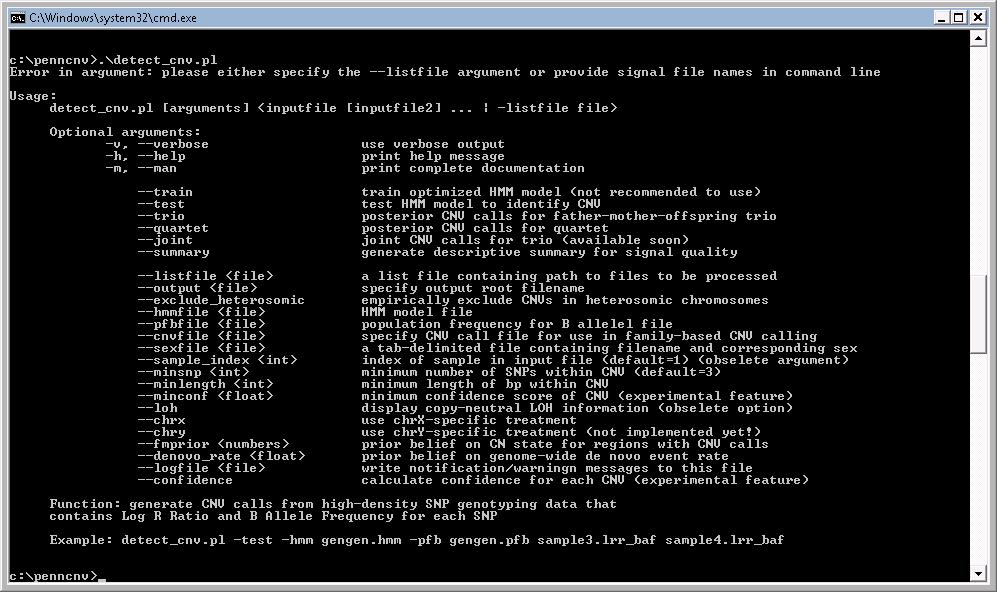 C:\Windows\system32\cmd.exe
c:\penncnv>.\detect_cnv.pl
Error in argument: please either specify the --listfile argument or provide signal file names in command line
Usage:
detect_cnv.pl [arguments] <inputfile [inputfile2] ... | -listfile file>
Optional arguments:
-v, --verbose use verbose output
-h, --help print help message
-m, --man print complete documentation
--train train optimized HMM model (not recommended to use)
--test test HMM model to identify CNV
--trio posterior CNV calls for father-mother-offspring trio
--quartet posterior CNV calls for quartet
--joint joint CNV calls for trio (available soon)
--summary generate descriptive summary for signal quality
--listfile <file> a list file containing path to files to be processed
--output <file> specify output root filename
--exclude_heterosomic empirically exclude CNVs in heterosomic chromosomes
--hmmfile <file> HMM model file
--pfbfile <file> population frequency for B allelel file
--cnvfile <file> specify CNV call file for use in family-based CNV calling
--sexfile <file> a tab-delimited file containing filename and corresponding sex
--sample_index <int> index of sample in input file (default=1) (obselete argument)
--minsnp <int> minimum number of SNPs within CNV (default=3)
--minlength <int> minimum length of bp within CNV
--minconf <float> minimum confidence score of CNV (experimental feature)
--loh display copy-neutral LOH information (obselete option)
--chrx use chrX-specific treatment
--chry use chrY-specific treatment (not implemented yet!)
--fmprior <numbers> prior belief on CN state for regions with CNV calls
--denovo_rate <float> prior belief on genome-wide de novo event rate
--logfile <file> write notification/warningn messages to this file
--confidence calculate confidence for each CNV (experimental feature)
Function: generate CNV calls from high-density SNP genotyping data that
contains Log R Ratio and B Allele Frequency for each SNP
Example: detect_cnv.pl -test -hmm gengen.hmm -pfb gengen.pfb sample3.lrr_baf sample4.lrr_baf
c:\penncnv>_